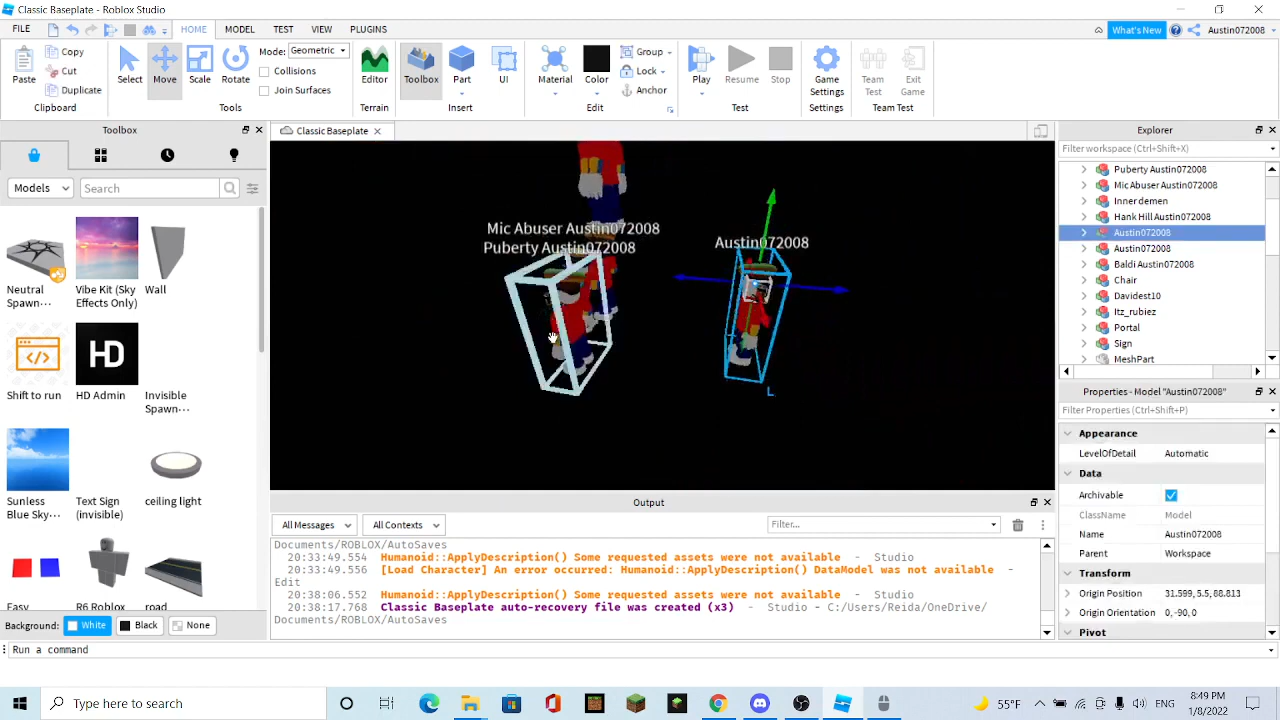 Classic Baseplate - Roblox Studio
FILE
HOME
MODEL
TEST
VIEW
PLUGINS
What's New
Austin072008
Paste
Copy
Cut
Duplicate
Clipboard
Select
Move
Scale
Rotate
Mode: Geometric
Collisions
Join Surfaces
Tools
Editor
Terrain
Toolbox
Part
UI
Insert
Material
Color
Group
Lock
Anchor
Edit
Play
Resume
Stop
Test
Game Settings
Settings
Team Test
Exit Game
Team Test
Toolbox
Models
Search
Neutral Spawn···
Vibe Kit (Sky Effects Only)
Wall
HD
Shift to run
HD Admin
Invisible Spawn···
Sunless Blue Sky···
Text Sign (invisible)
ceiling light
Easy
R6 Roblox
road
Background:
White
Black
None
Classic Baseplate
Mic Abuser Austin072008
Puberty Austin072008
Austin072008
L
Output
All Messages
All Contexts
Filter...
Documents/ROBLOX/AutoSaves
20:33:49.554 Humanoid::ApplyDescription() Some requested assets were not available - Studio
20:33:49.556 [Load Character] An error occurred: Humanoid::ApplyDescription() DataModel was not available -
Edit
20:38:06.552 Humanoid::ApplyDescription() Some requested assets were not available - Studio
20:38:17.768 Classic Baseplate auto-recovery file was created (x3) - Studio - C:/Users/Reida/OneDrive/
Documents/ROBLOX/AutoSaves
Explorer
Filter workspace (Ctrl+Shift+X)
Puberty Austin072008
Mic Abuser Austin072008
Inner demen
Hank Hill Austin072008
Austin072008
Austin072008
Baldi Austin072008
Chair
Davidest10
Itz_rubiez
Portal
Sign
MeshPart
Properties - Model "Austin072008"
Filter Properties (Ctrl+Shift+P)
Appearance
LevelOfDetail Automatic
Data
Archivable
ClassName Model
Name Austin072008
Parent Workspace
Transform
Origin Position 31.599, 5.5, 88.813
Origin Orientation 0, -90, 0
Pivot
Run a command
Type here to search
55°F
ENG
8:49 PM
1/8/2022